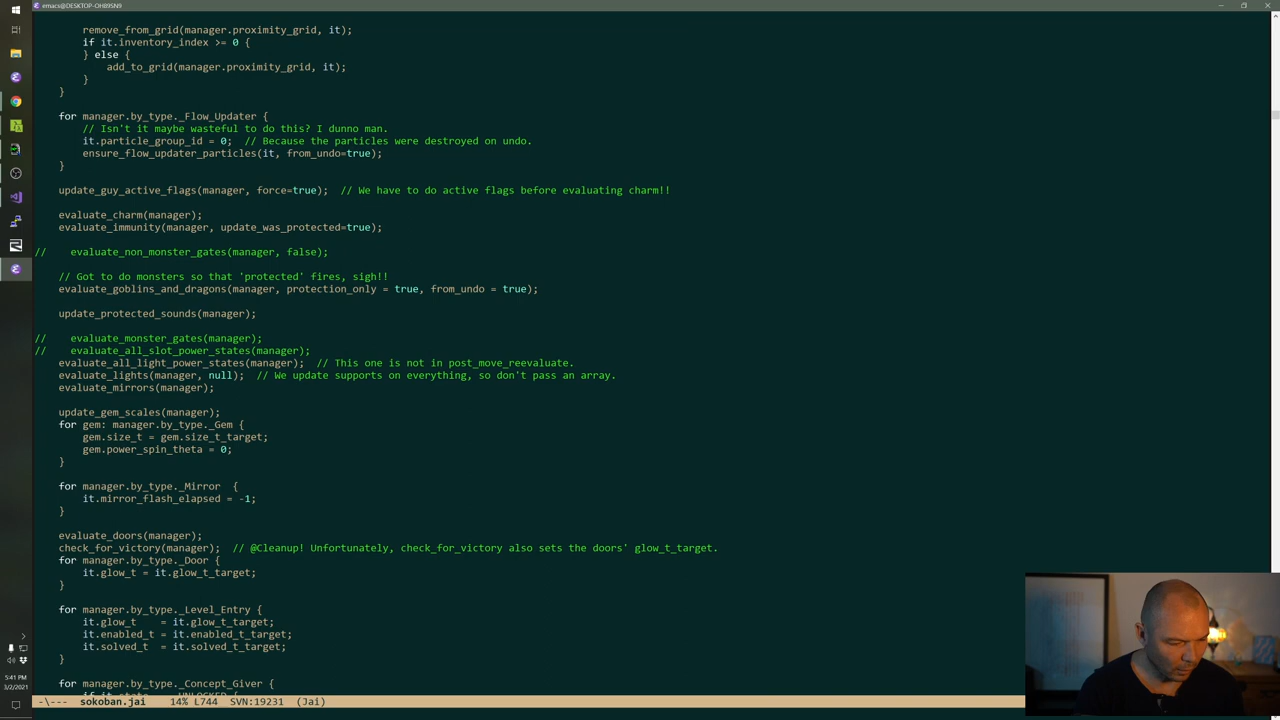 emacs@DESKTOP-OH89SN9
remove_from_grid(manager.proximity_grid, it);
if it.inventory_index >= 0 {
} else {
add_to_grid(manager.proximity_grid, it);
}
}
for manager.by_type._Flow_Updater {
// Isn't it maybe wasteful to do this? I dunno man.
it.particle_group_id = 0;  // Because the particles were destroyed on undo.
ensure_flow_updater_particles(it, from_undo=true);
}
update_guy_active_flags(manager, force=true);  // We have to do active flags before evaluating charm!!
evaluate_charm(manager);
evaluate_immunity(manager, update_was_protected=true);
//    evaluate_non_monster_gates(manager, false);
// Got to do monsters so that 'protected' fires, sigh!!
evaluate_goblins_and_dragons(manager, protection_only = true, from_undo = true);
update_protected_sounds(manager);
//    evaluate_monster_gates(manager);
//    evaluate_all_slot_power_states(manager);
evaluate_all_light_power_states(manager);  // This one is not in post_move_reevaluate.
evaluate_lights(manager, null);  // We update supports on everything, so don't pass an array.
evaluate_mirrors(manager);
update_gem_scales(manager);
for gem: manager.by_type._Gem {
gem.size_t = gem.size_t_target;
gem.power_spin_theta = 0;
}
for manager.by_type._Mirror  {
it.mirror_flash_elapsed = -1;
}
evaluate_doors(manager);
check_for_victory(manager);  // @Cleanup! Unfortunately, check_for_victory also sets the doors' glow_t_target.
for manager.by_type._Door {
it.glow_t = it.glow_t_target;
}
for manager.by_type._Level_Entry {
it.glow_t    = it.glow_t_target;
it.enabled_t = it.enabled_t_target;
it.solved_t  = it.solved_t_target;
}
for manager.by_type._Concept_Giver {
5:41 PM
3/2/2021
-\---  sokoban.jai    14% L744  SVN:19231  (Jai)